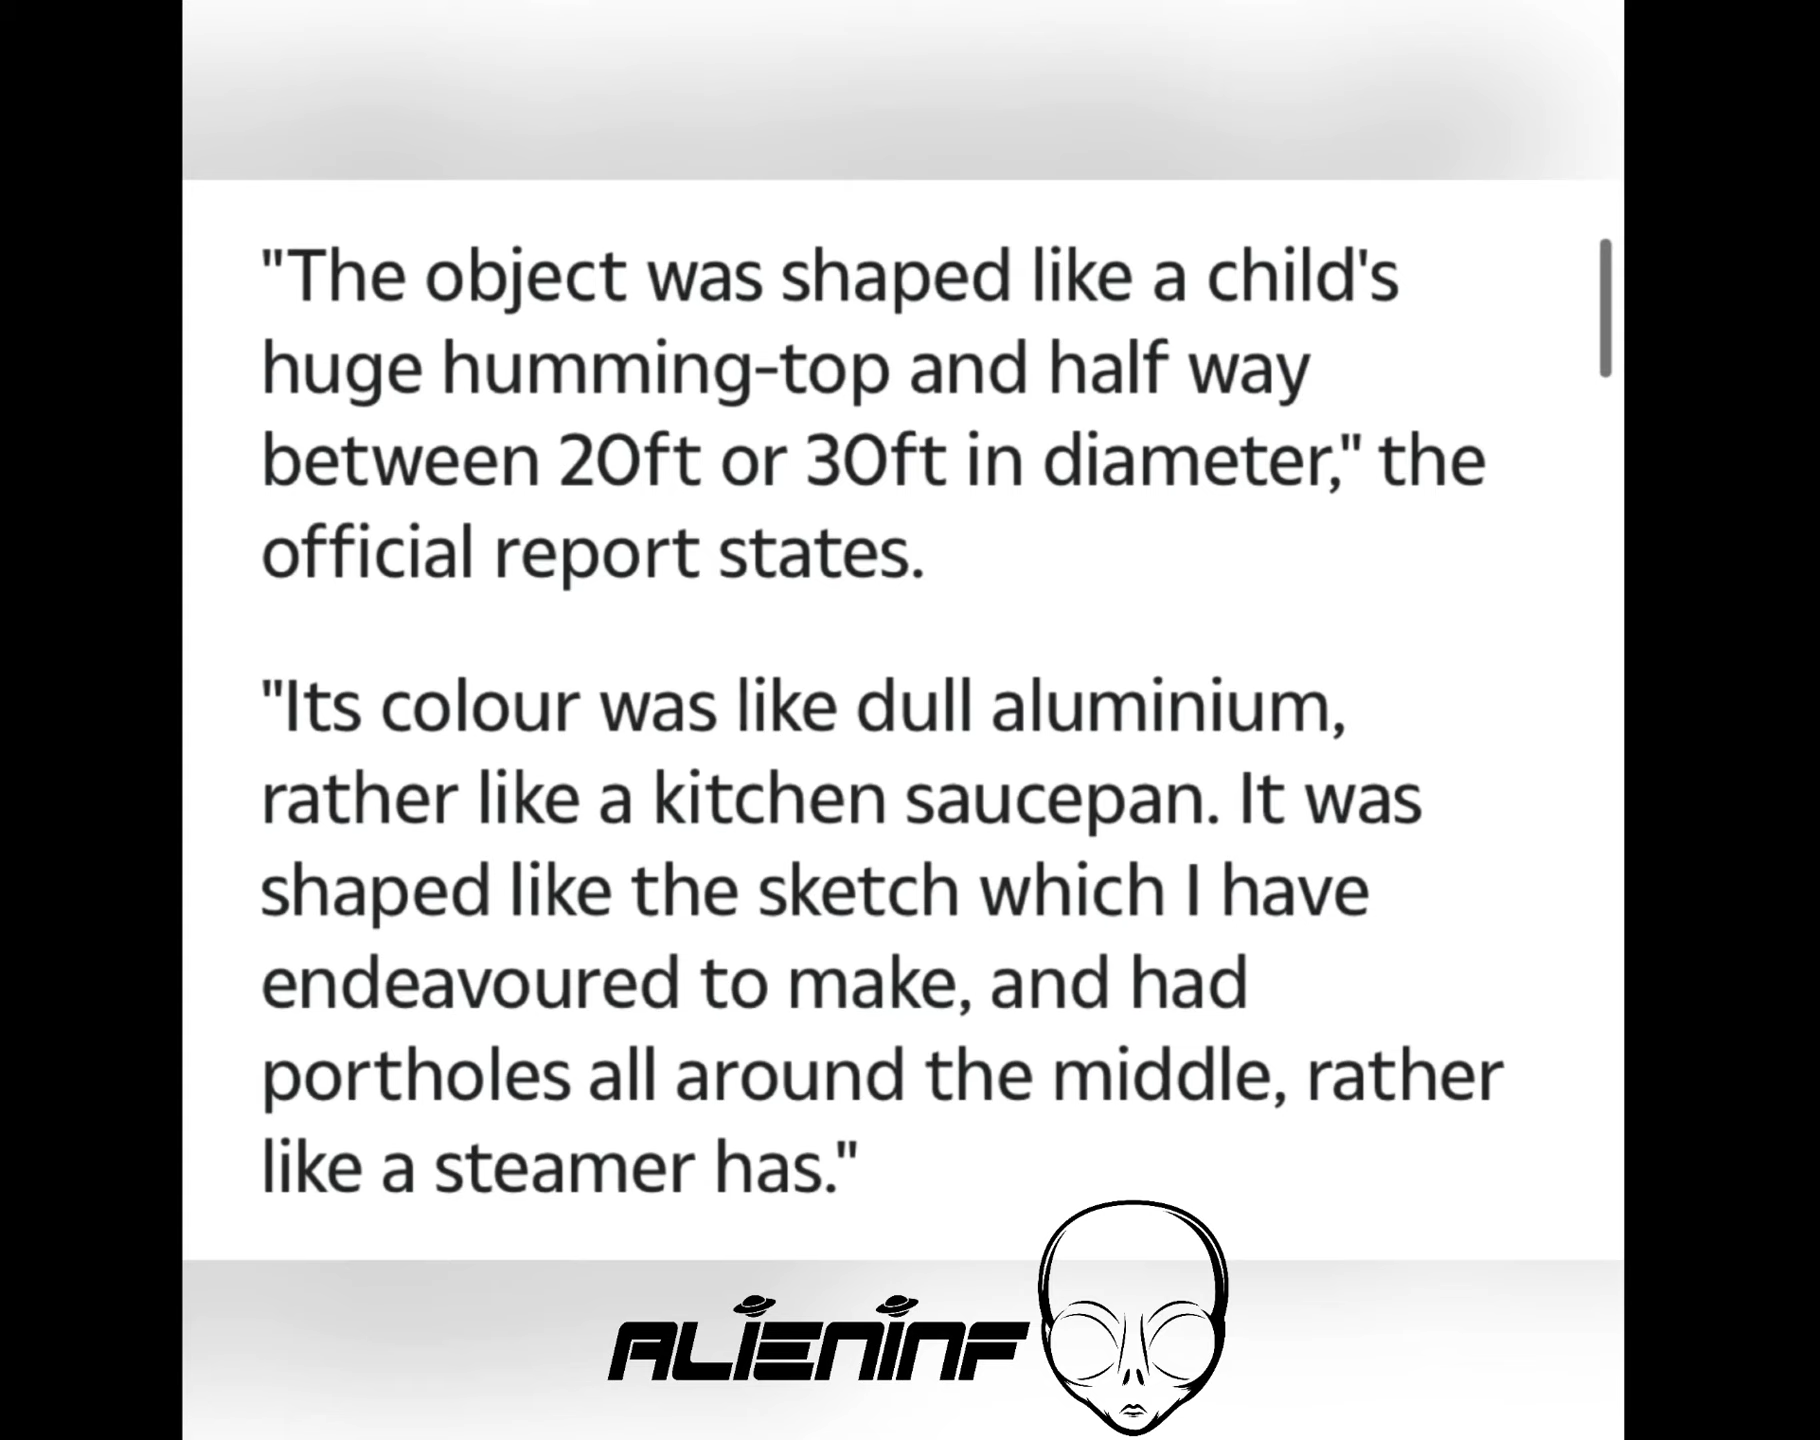 "The object was shaped like a child's
huge humming-top and half way
between 20ft or 30ft in diameter," the
official report states.
"Its colour was like dull aluminium,
rather like a kitchen saucepan. It was
shaped like the sketch which I have
endeavoured to make, and had
portholes all around the middle, rather
like a steamer has."
ALIENINF